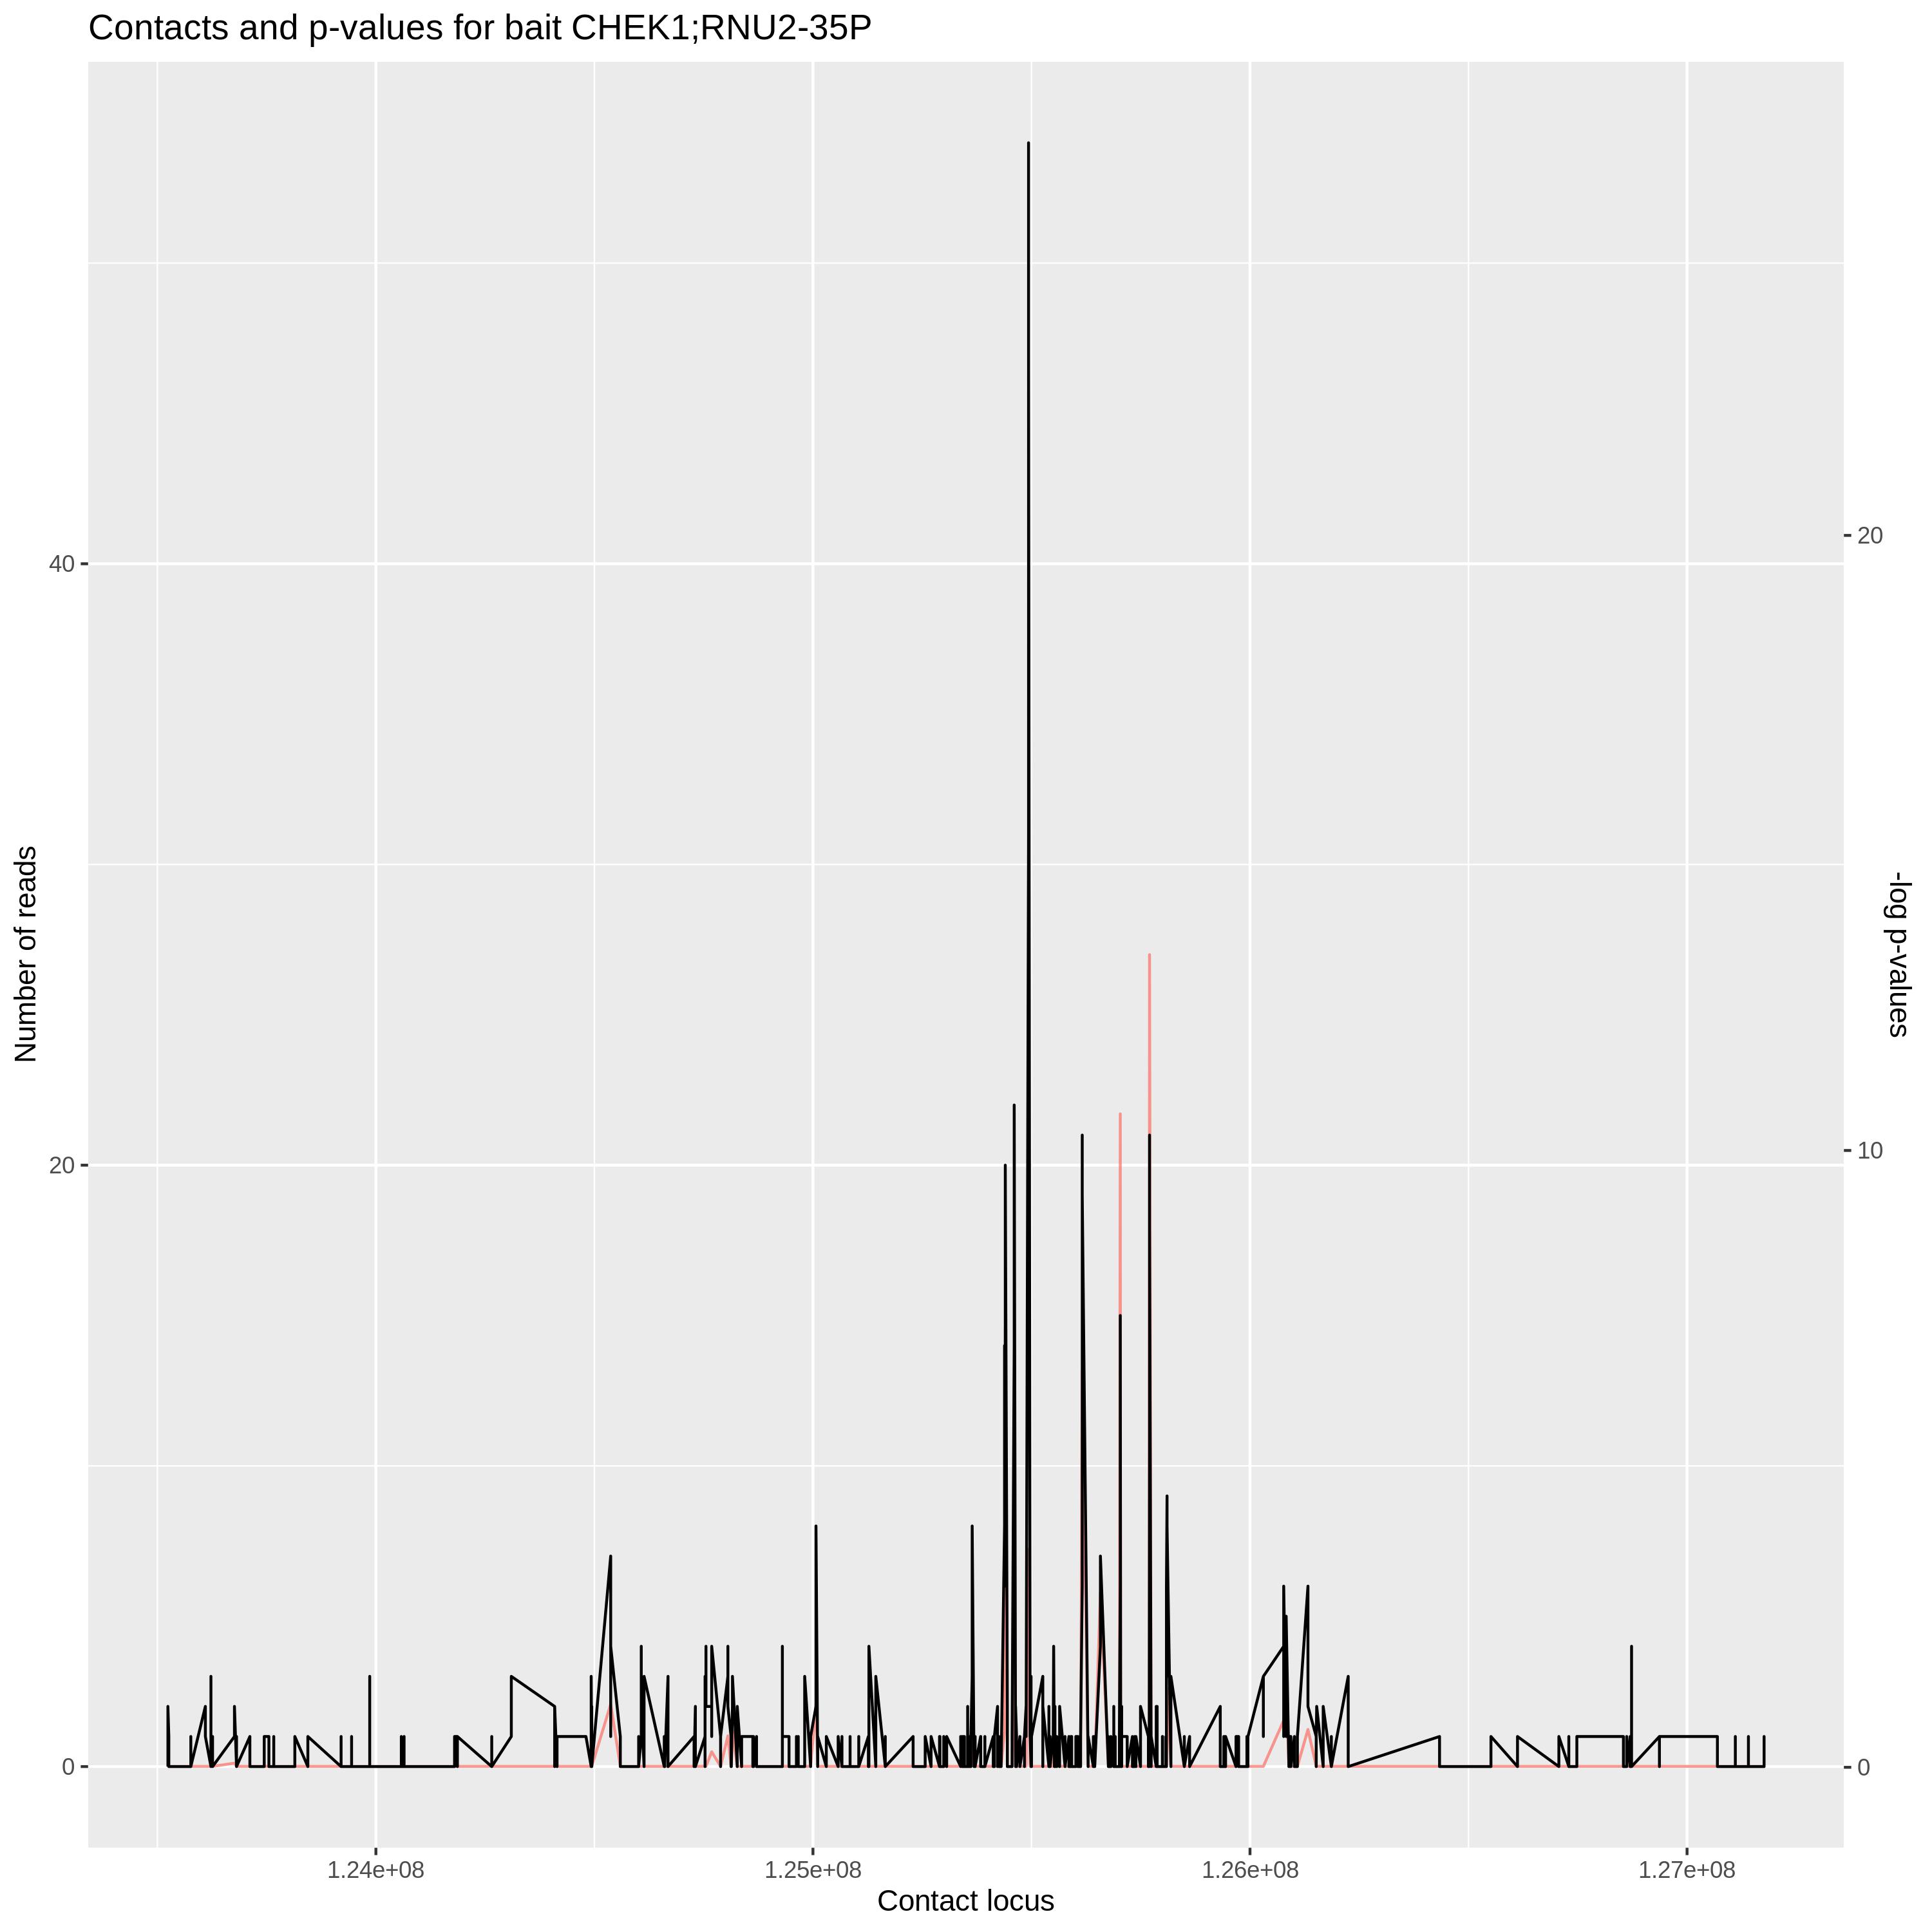 Contacts and p-values for bait CHEK1;RNU2-35P
Number of reads
40
20
0
20
10
0
-log p-values
1.24e+08 1.25e+08 1.26e+08 1.27e+08
Contact locus